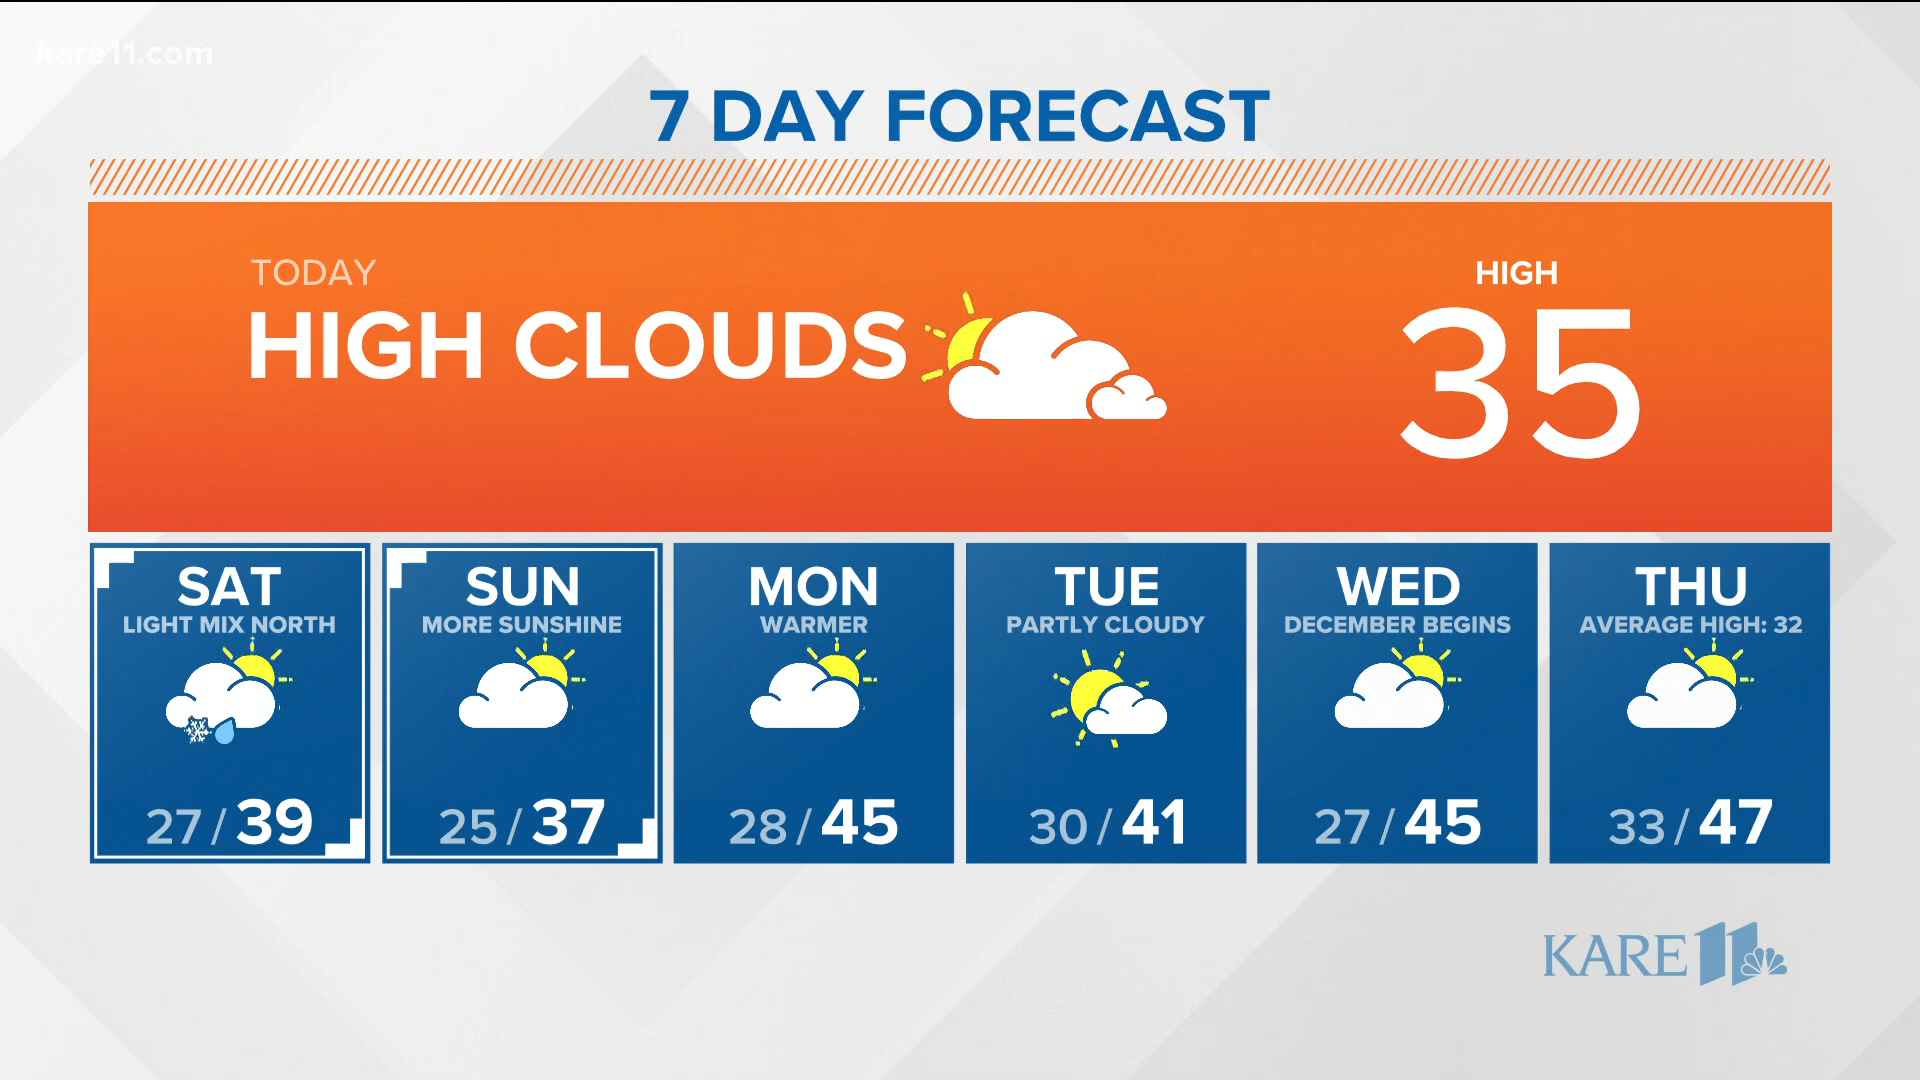 kare11.com
7 DAY FORECAST
TODAY
HIGH CLOUDS
HIGH
35
SAT
LIGHT MIX NORTH
27 / 39
SUN
MORE SUNSHINE
25 / 37
MON
WARMER
28 / 45
TUE
PARTLY CLOUDY
30 / 41
WED
DECEMBER BEGINS
27 / 45
THU
AVERAGE HIGH: 32
33 / 47
KARE 11